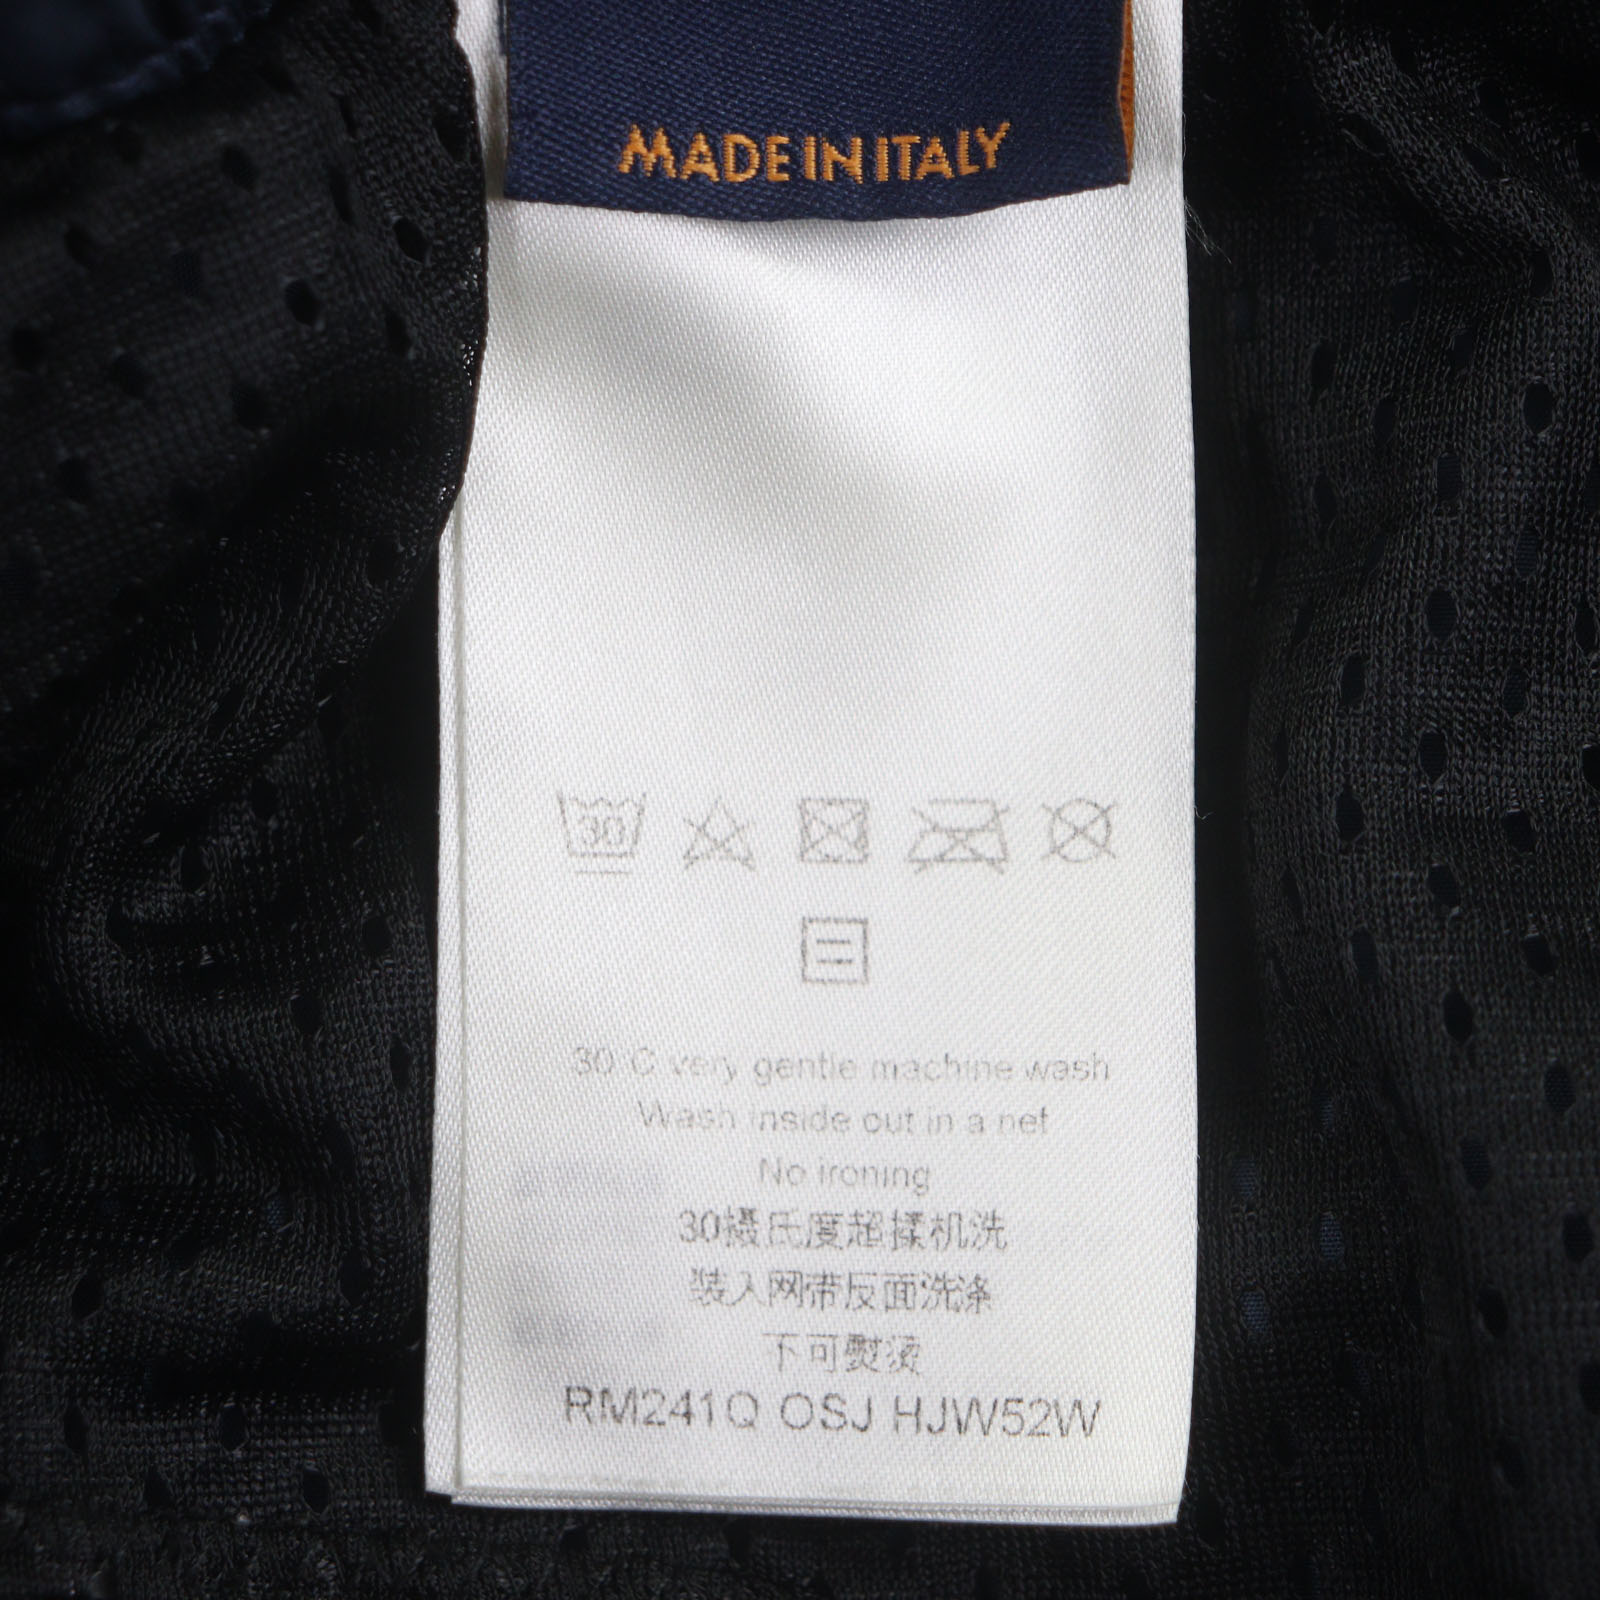 MADE IN ITALY
30
30 C very gentle machine wash
Wash inside out in a net
No ironing
30摄氏度超揉机洗
装入网带反面洗涤
不可熨烫
RM241Q OSJ HJW52W